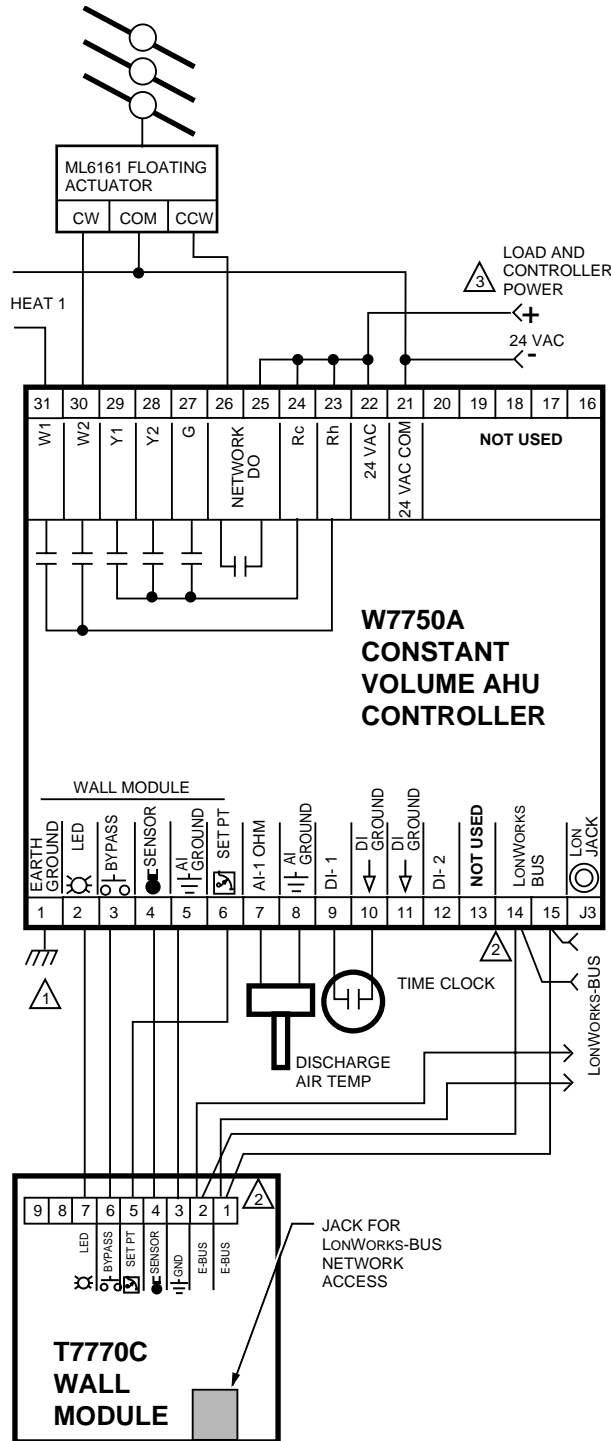 ML6161 FLOATING
ACTUATOR
CW COM CCW
3
LOAD AND
CONTROLLER
POWER
HEAT 1
+
24 VAC
-
31 30 29 28 27 26 25 24 23 22 21 20 19 18 17 16
W1 W2 Y1 Y2 G NETWORK DO Rc Rh 24 VAC 24 VAC COM NOT USED
W7750A
CONSTANT
VOLUME AHU
CONTROLLER
WALL MODULE
EARTH GROUND LED BYPASS SENSOR AI GROUND SET PT AI-1 OHM AI GROUND DI- 1 DI GROUND DI GROUND DI- 2 NOT USED LONWORKS BUS LON JACK
1 2 3 4 5 6 7 8 9 10 11 12 13 14 15 J3
1
2
TIME CLOCK
LONWORKS-BUS
DISCHARGE
AIR TEMP
9 8 7 6 5 4 3 2 1
2
LED BYPASS SET PT SENSOR GND E-BUS E-BUS
JACK FOR
LONWORKS-BUS
NETWORK
ACCESS
T7770C
WALL
MODULE